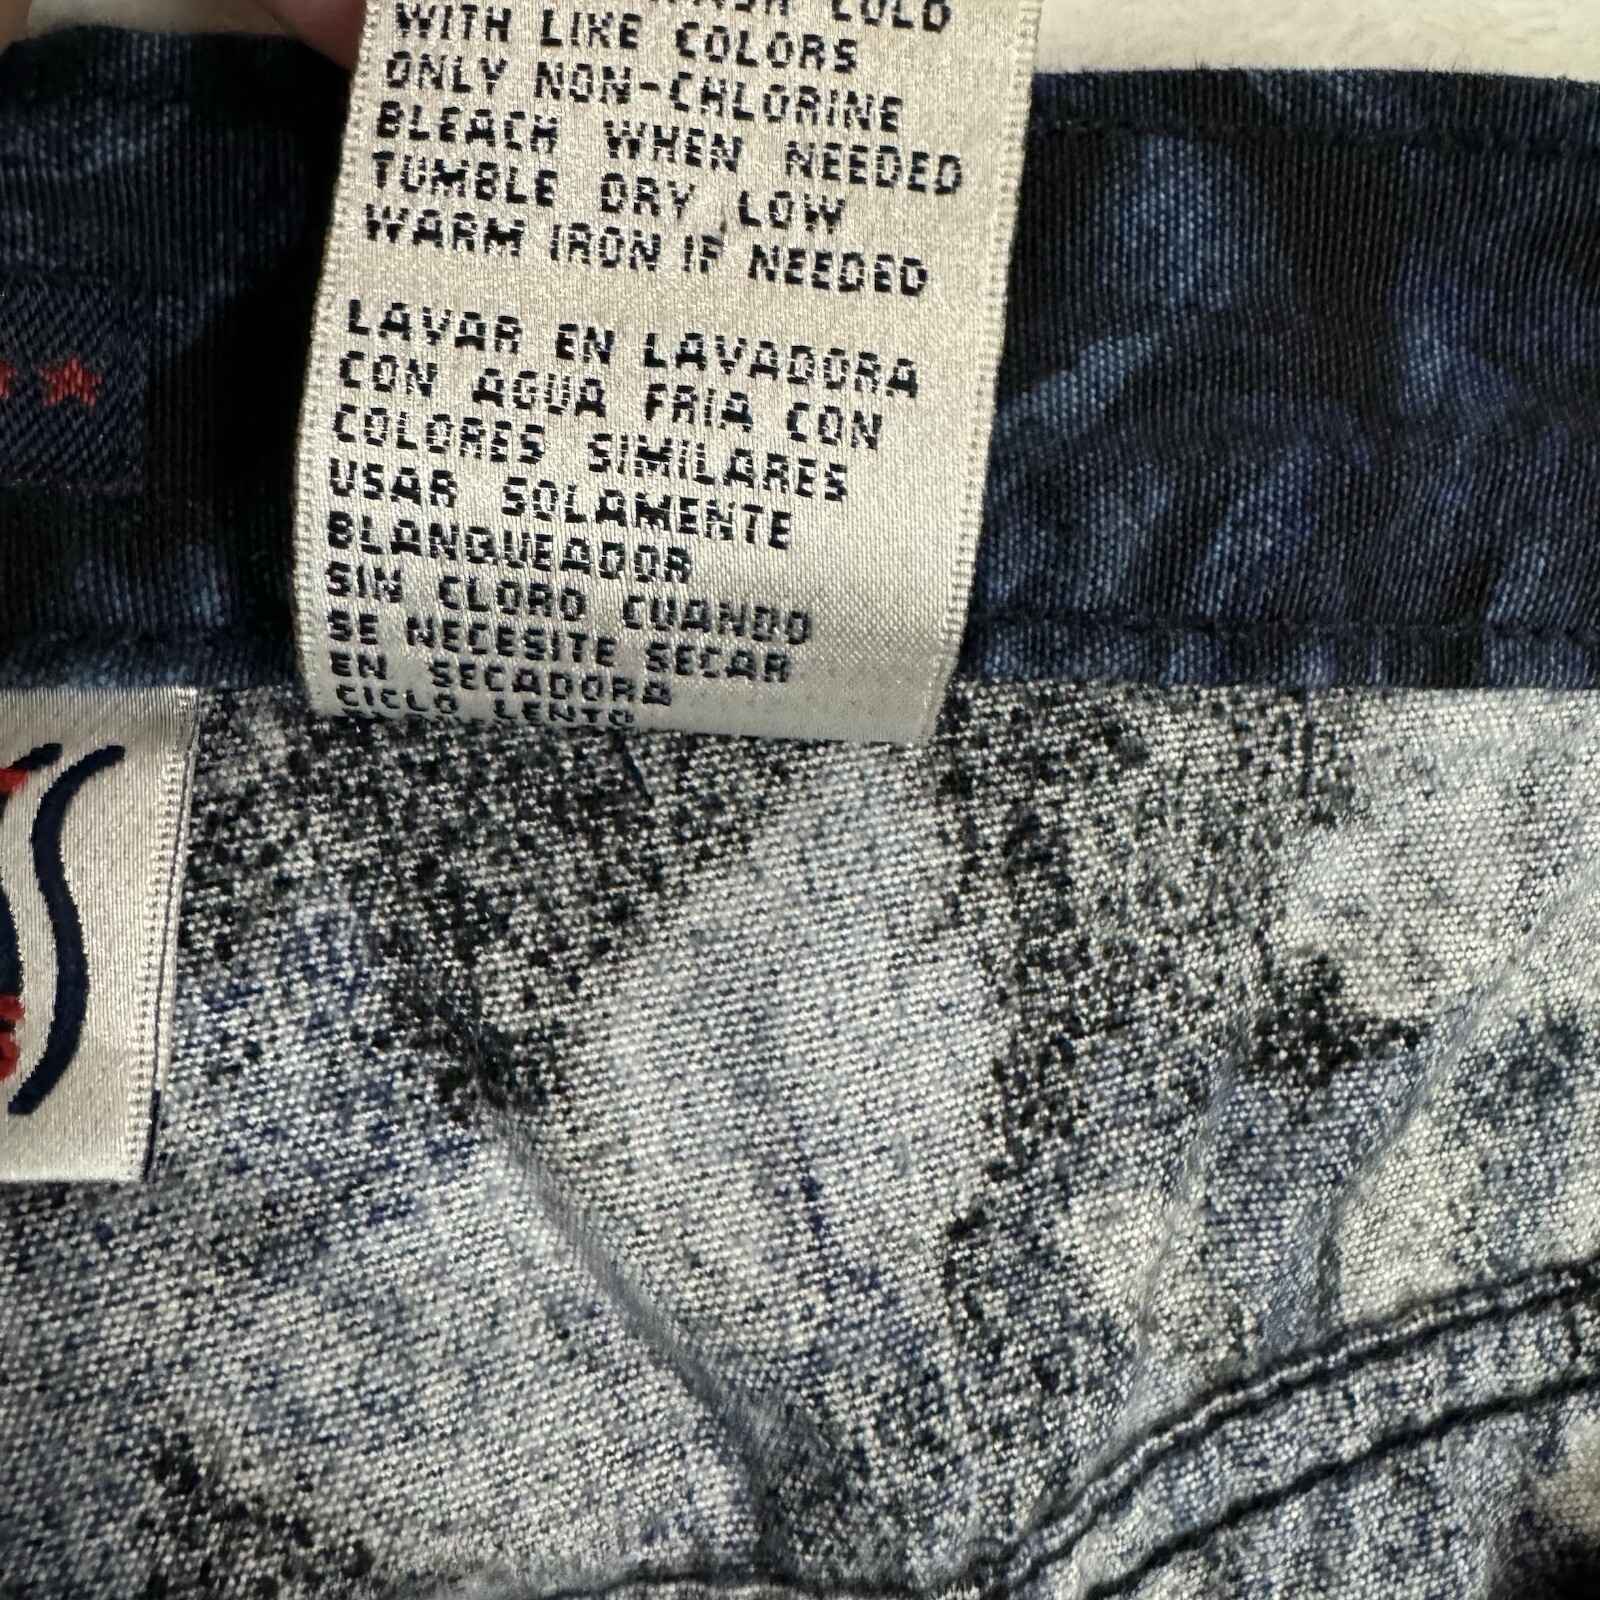 COLD
WITH LIKE COLORS
ONLY NON-CHLORINE
BLEACH WHEN NEEDED
TUMBLE DRY LOW
WARM IRON IF NEEDED
LAVAR EN LAVADORA
CON AGUA FRIA CON
COLORES SIMILARES
USAR SOLAMENTE
BLANQUEADOR
SIN CLORO CUANDO
SE NECESITE SECAR
EN SECADORA
CICLO LENTO